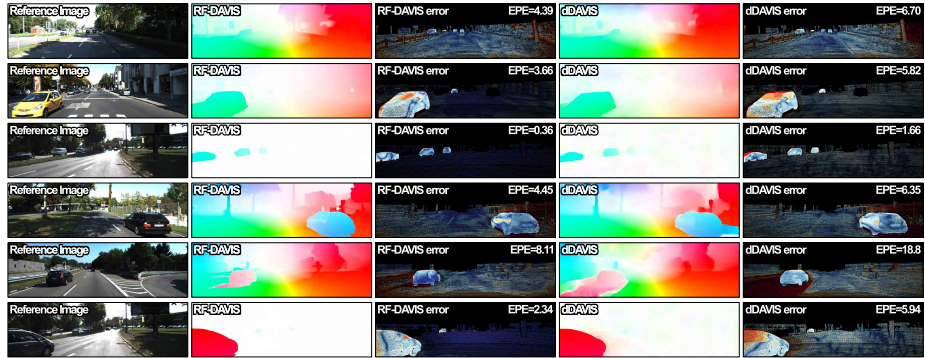 Reference Image RF-DAVIS RF-DAVIS error EPE=4.39 dDAVIS dDAVIS error EPE=6.70
Reference Image RF-DAVIS RF-DAVIS error EPE=3.66 dDAVIS dDAVIS error EPE=5.82
Reference Image RF-DAVIS RF-DAVIS error EPE=0.36 dDAVIS dDAVIS error EPE=1.66
Reference Image RF-DAVIS RF-DAVIS error EPE=4.45 dDAVIS dDAVIS error EPE=6.35
Reference Image RF-DAVIS RF-DAVIS error EPE=8.11 dDAVIS dDAVIS error EPE=18.8
Reference Image RF-DAVIS RF-DAVIS error EPE=2.34 dDAVIS dDAVIS error EPE=5.94